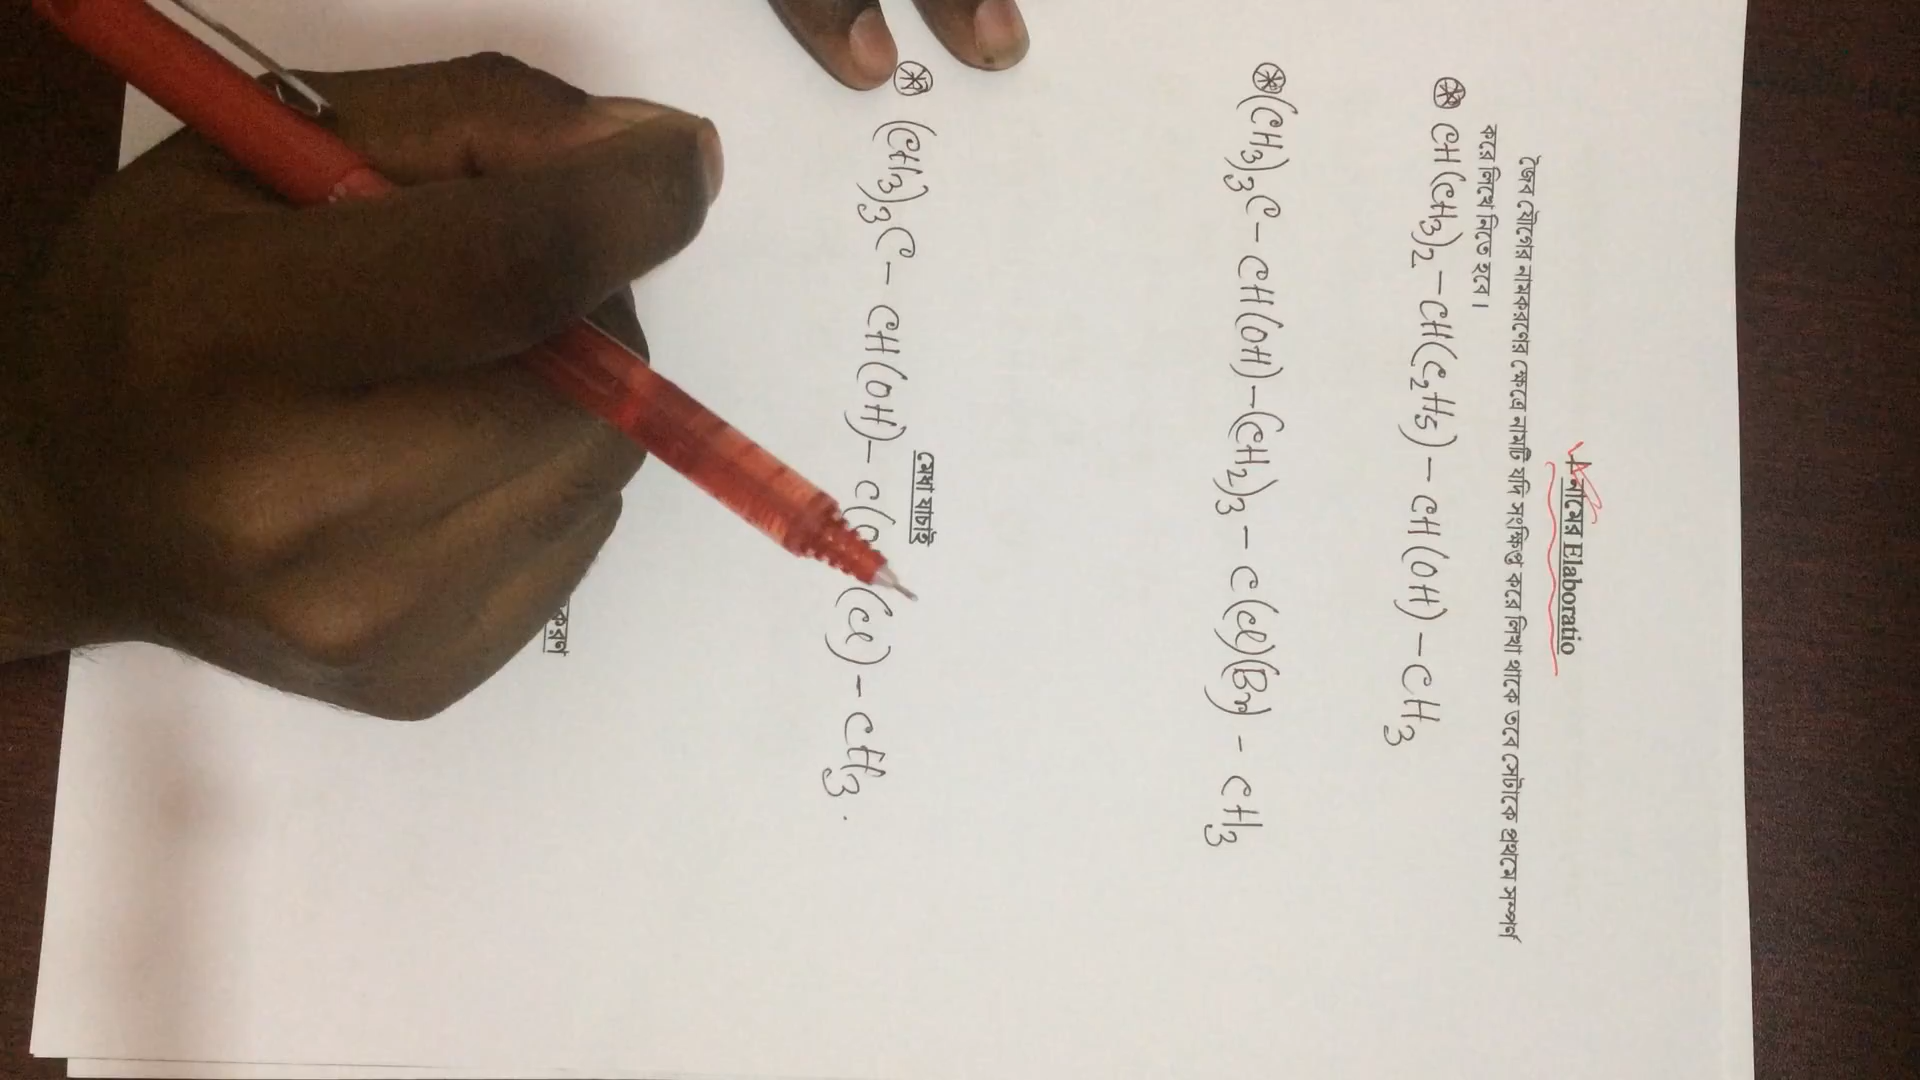 নামের Elaboratio
জৈব যৌগের নামকরণের ক্ষেত্রে নামটি যদি সংক্ষিপ্ত করে লিখা থাকে তবে সেটাকে প্রথমে সম্পূর্ণ
করে লিখে নিতে হবে।
CH(CH₃)₂-CH(C₂H₅)-CH(OH)-CH₃
(CH₃)₃C-CH(OH)-(CH₂)₃-C(Cl)(Br)-CH₃
মেধা যাচাই
(CH₃)₃C-CH(OH)-C (Cl)-CH₃.